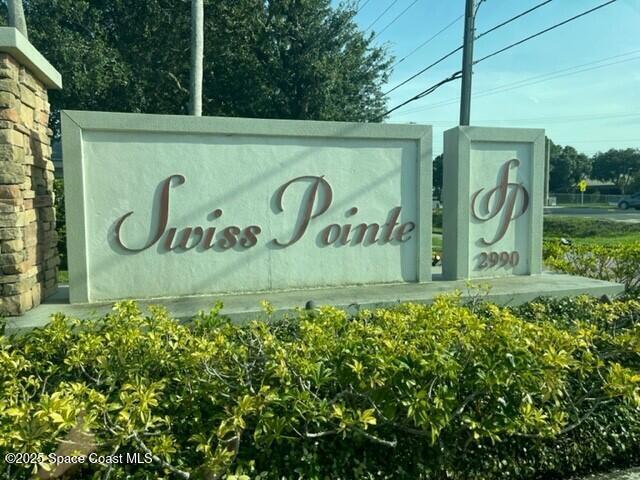 Swiss Pointe
SP
2990
©2025 Space Coast MLS